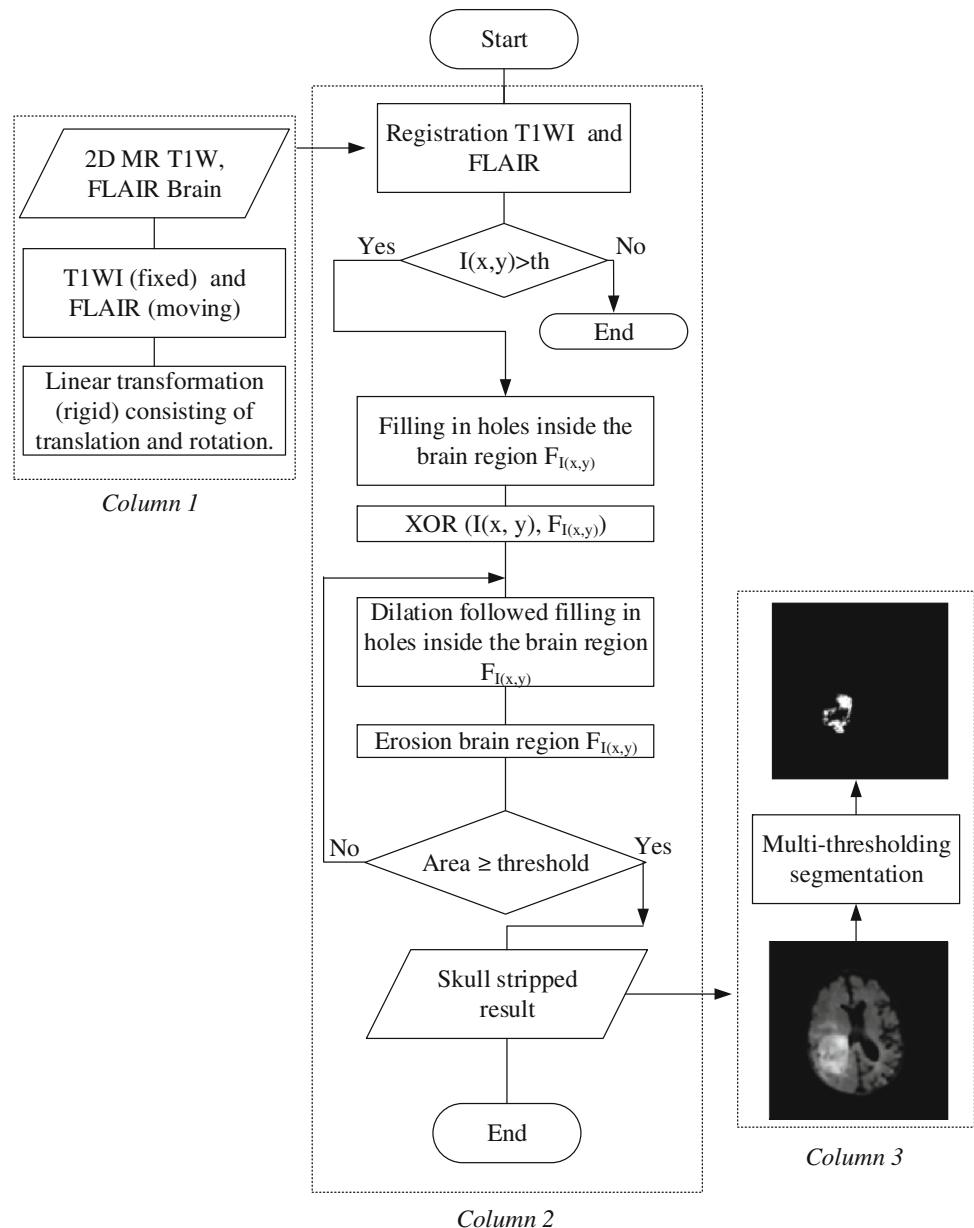 Start
2D MR T1W,
FLAIR Brain
T1WI (fixed) and
FLAIR (moving)
Linear transformation
(rigid) consisting of
translation and rotation.
Column 1
Registration T1WI and
FLAIR
Yes
I(x,y)>th
No
End
Filling in holes inside the
brain region F_I(x,y)
XOR (I(x, y), F_I(x,y))
Dilation followed filling in
holes inside the brain region
F_I(x,y)
Erosion brain region F_I(x,y)
No
Area ≥ threshold
Yes
Skull stripped
result
End
Column 2
Multi-thresholding
segmentation
Column 3